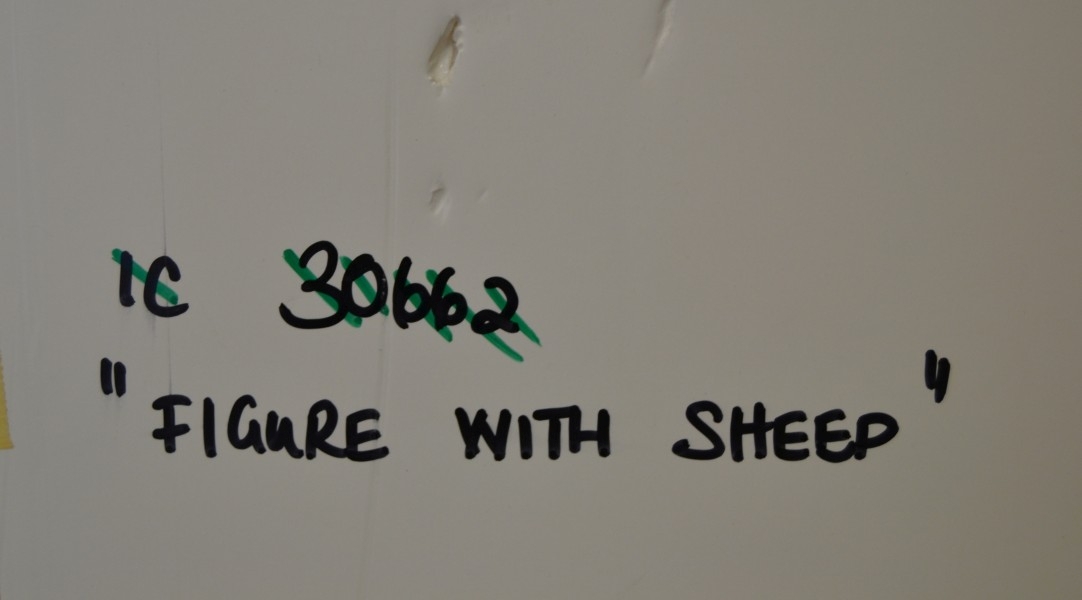 IC 30662
"FIGURE WITH SHEEP"